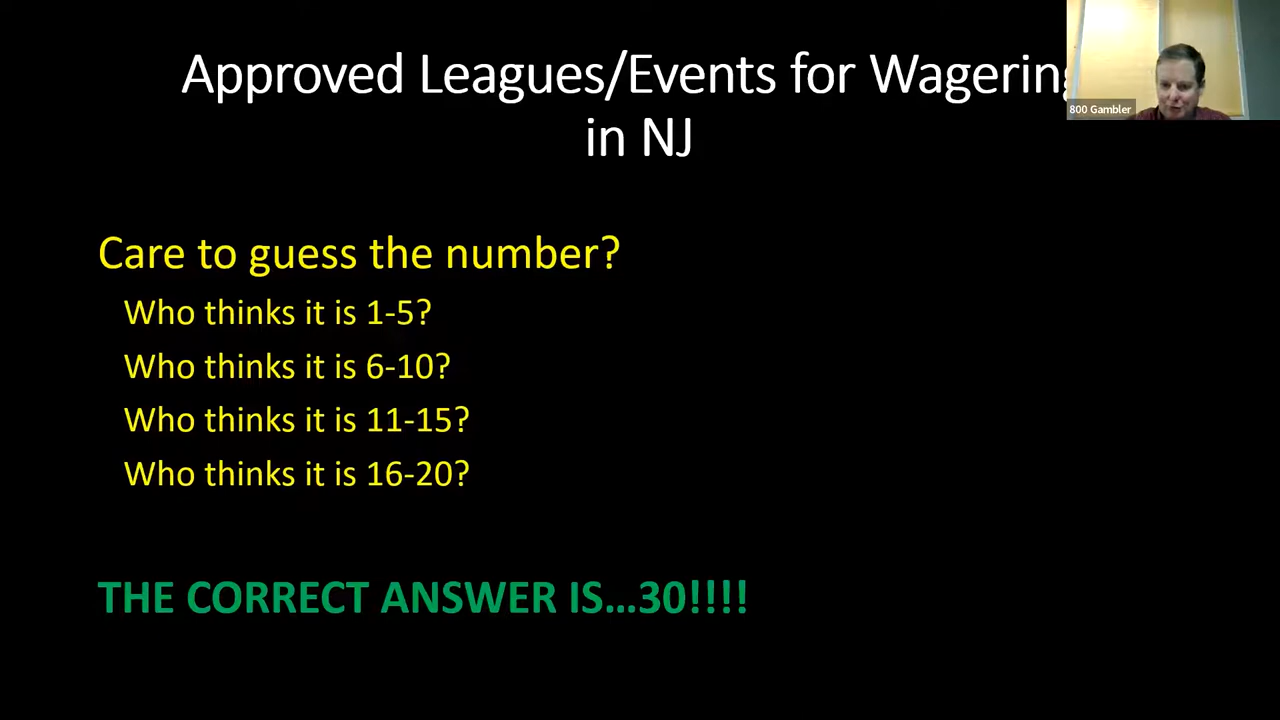 Approved Leagues/Events for Wagering
in NJ
800 Gambler
Care to guess the number?
Who thinks it is 1-5?
Who thinks it is 6-10?
Who thinks it is 11-15?
Who thinks it is 16-20?
THE CORRECT ANSWER IS...30!!!!